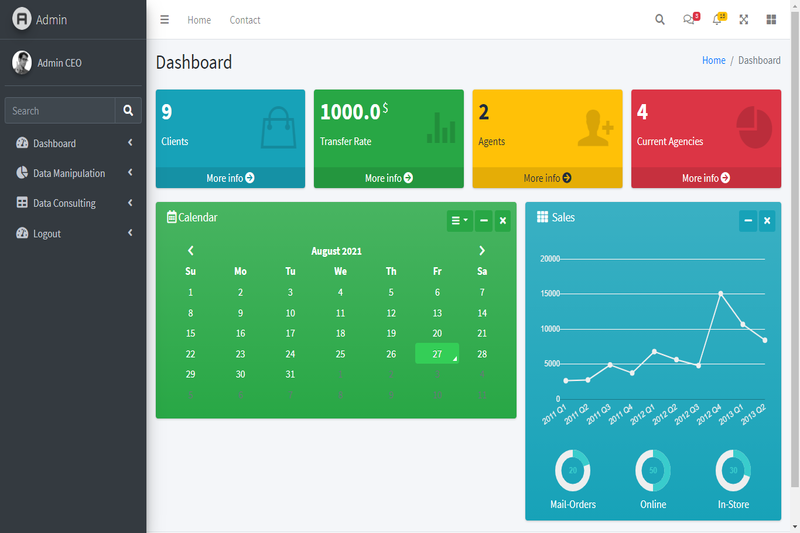 Admin
Admin CEO
Search
Dashboard
Data Manipulation
Data Consulting
Logout
Home Contact
3
15
Dashboard
Home / Dashboard
9
Clients
More info
1000.0$
Transfer Rate
More info
2
Agents
More info
4
Current Agencies
More info
Calendar
August 2021
Su Mo Tu We Th Fr Sa
1 2 3 4 5 6 7
8 9 10 11 12 13 14
15 16 17 18 19 20 21
22 23 24 25 26 27 28
29 30 31 1 2 3 4
5 6 7 8 9 10 11
Sales
20000
15000
10000
5000
0
2011 Q1 2011 Q2 2011 Q3 2011 Q4 2012 Q1 2012 Q2 2012 Q3 2012 Q4 2013 Q1 2013 Q2
20 50 30
Mail-Orders Online In-Store